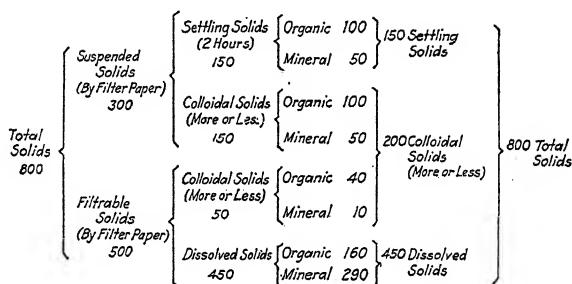 Total
Solids
800
Suspended
Solids
(By Filter Paper)
300
Filtrable
Solids
(By Filter Paper)
500
Settling Solids
(2 Hours)
150
Colloidal Solids
(More or Less)
150
Colloidal Solids
(More or Less)
50
Dissolved Solids
450
Organic 100
Mineral 50
Organic 100
Mineral 50
Organic 40
Mineral 10
Organic 160
Mineral 290
150 Settling
Solids
200 Colloidal
Solids
(More or Less)
450 Dissolved
Solids
800 Total
Solids